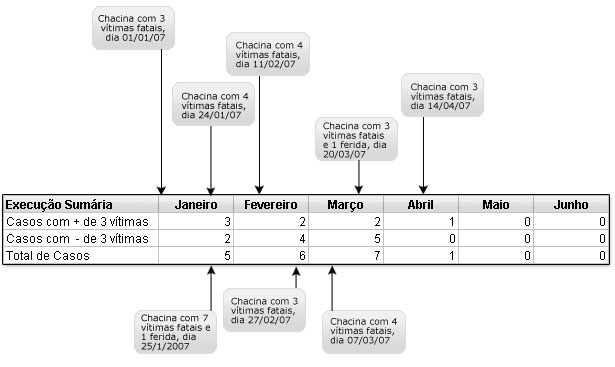 Chacina com 3
vítimas fatais,
dia 01/01/07
Chacina com 4
vítimas fatais,
dia 24/01/07
Chacina com 4
vítimas fatais,
dia 11/02/07
Chacina com 3
vítimas fatais
e 1 ferida, dia
20/03/07
Chacina com 3
vítimas fatais,
dia 14/04/07
Execução Sumária Janeiro Fevereiro Março Abril Maio Junho
Casos com + de 3 vítimas 3 2 2 1 0 0
Casos com - de 3 vítimas 2 4 5 0 0 0
Total de Casos 5 6 7 1 0 0
Chacina com 7
vítimas fatais e
1 ferida, dia
25/1/2007
Chacina com 3
vítimas fatais,
dia 27/02/07
Chacina com 4
vítimas fatais,
dia 07/03/07